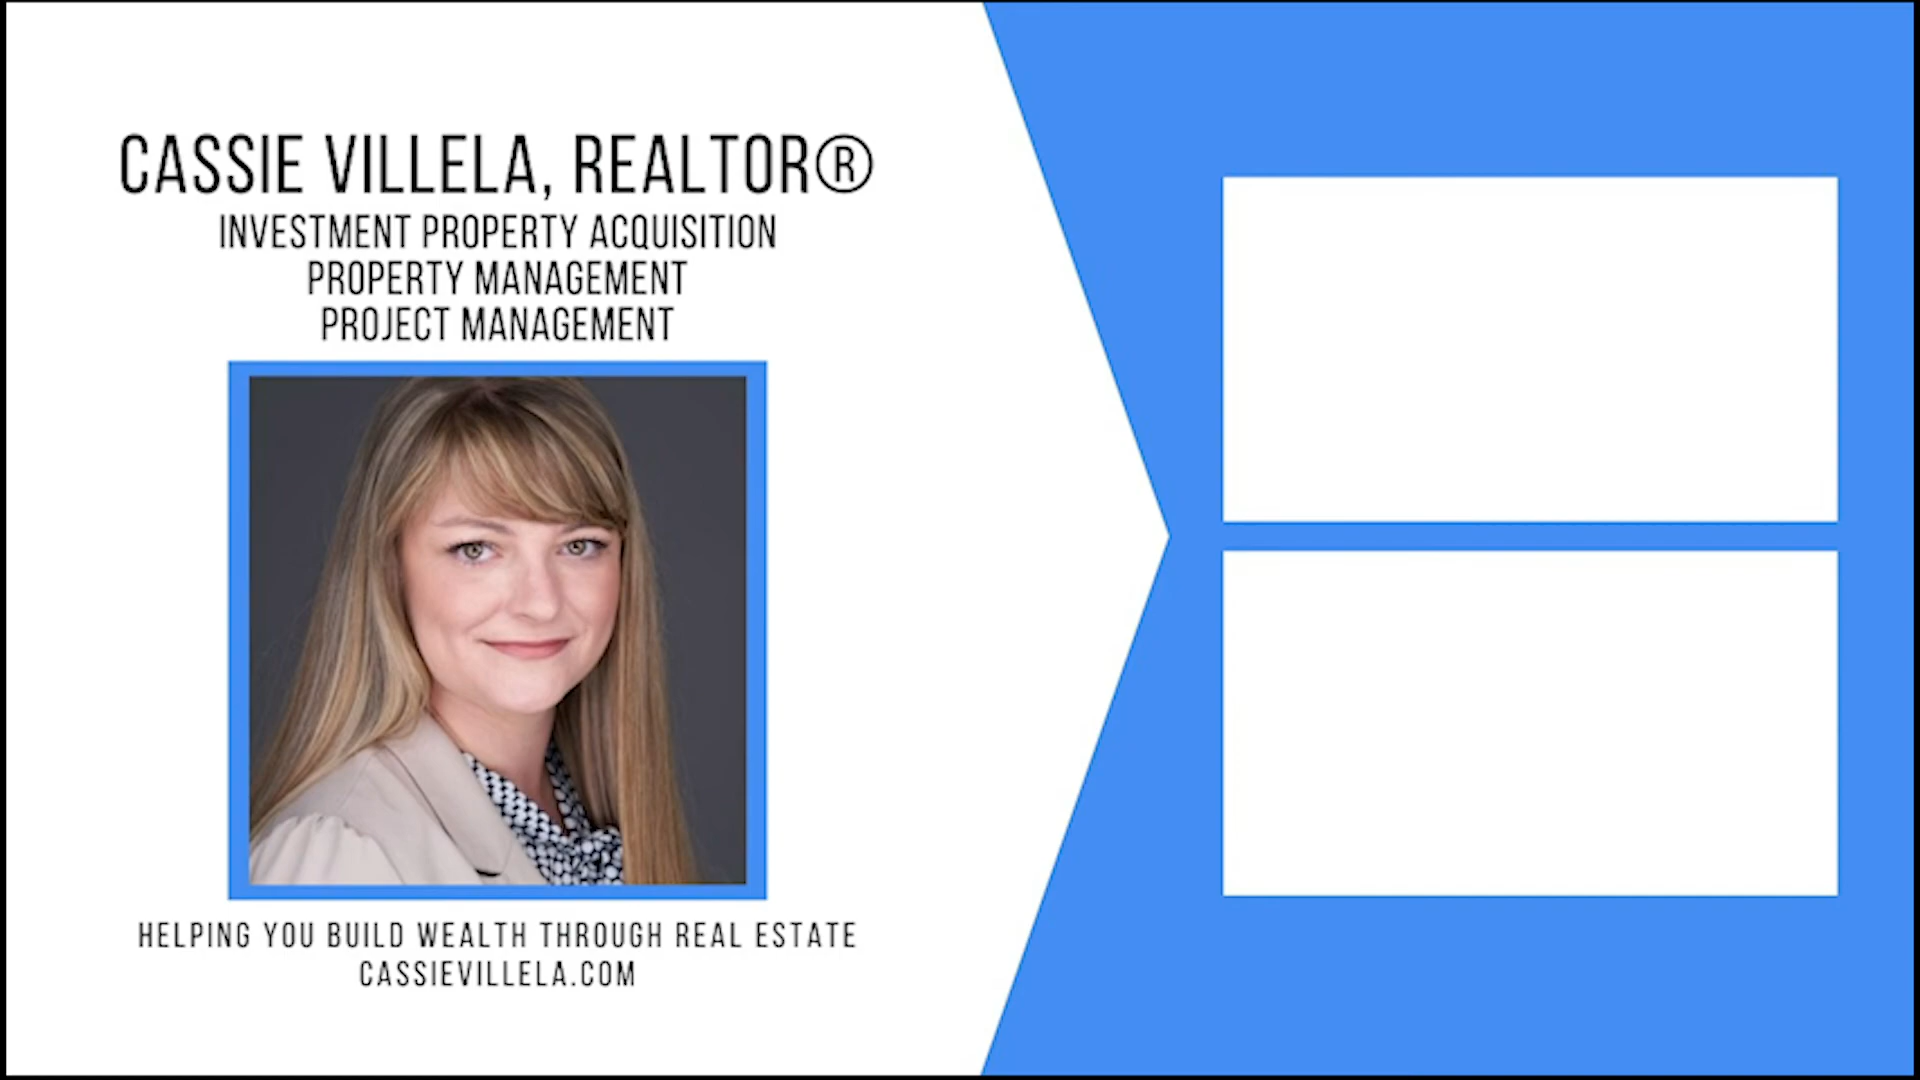 CASSIE VILLELA, REALTOR®
INVESTMENT PROPERTY ACQUISITION
PROPERTY MANAGEMENT
PROJECT MANAGEMENT
HELPING YOU BUILD WEALTH THROUGH REAL ESTATE
CASSIEVILLELA.COM